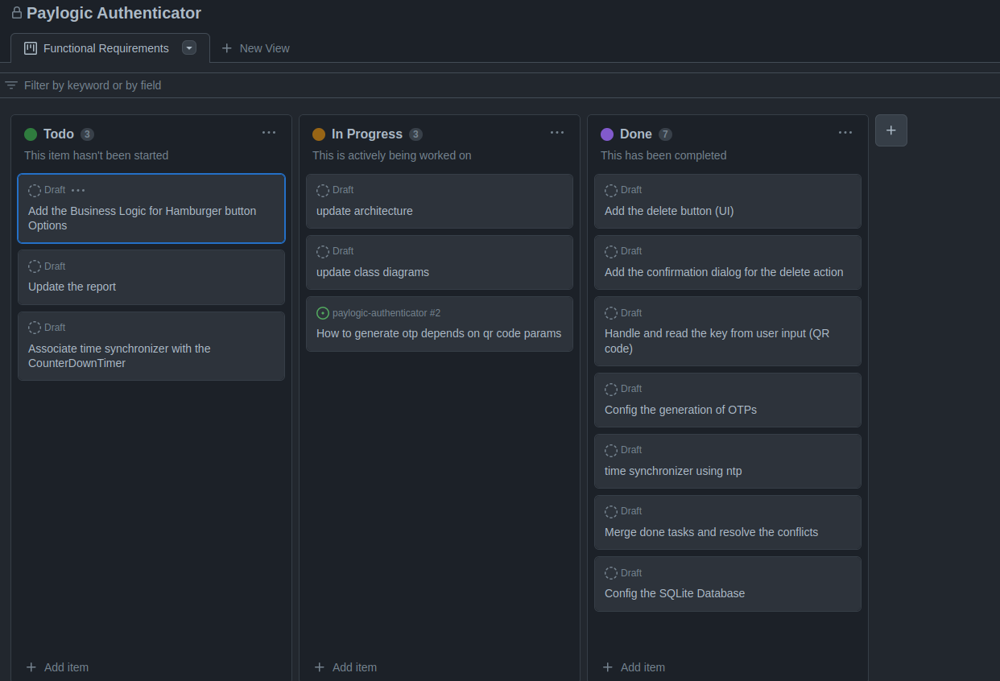 Paylogic Authenticator
Functional Requirements
New View
Filter by keyword or by field
Todo 3
This item hasn't been started
Draft
Add the Business Logic for Hamburger button
Options
Draft
Update the report
Draft
Associate time synchronizer with the
CounterDownTimer
Add item
In Progress 3
This is actively being worked on
Draft
update architecture
Draft
update class diagrams
paylogic-authenticator #2
How to generate otp depends on qr code params
Add item
Done 7
This has been completed
Draft
Add the delete button (UI)
Draft
Add the confirmation dialog for the delete action
Draft
Handle and read the key from user input (QR
code)
Draft
Config the generation of OTPs
Draft
time synchronizer using ntp
Draft
Merge done tasks and resolve the conflicts
Draft
Config the SQLite Database
Add item